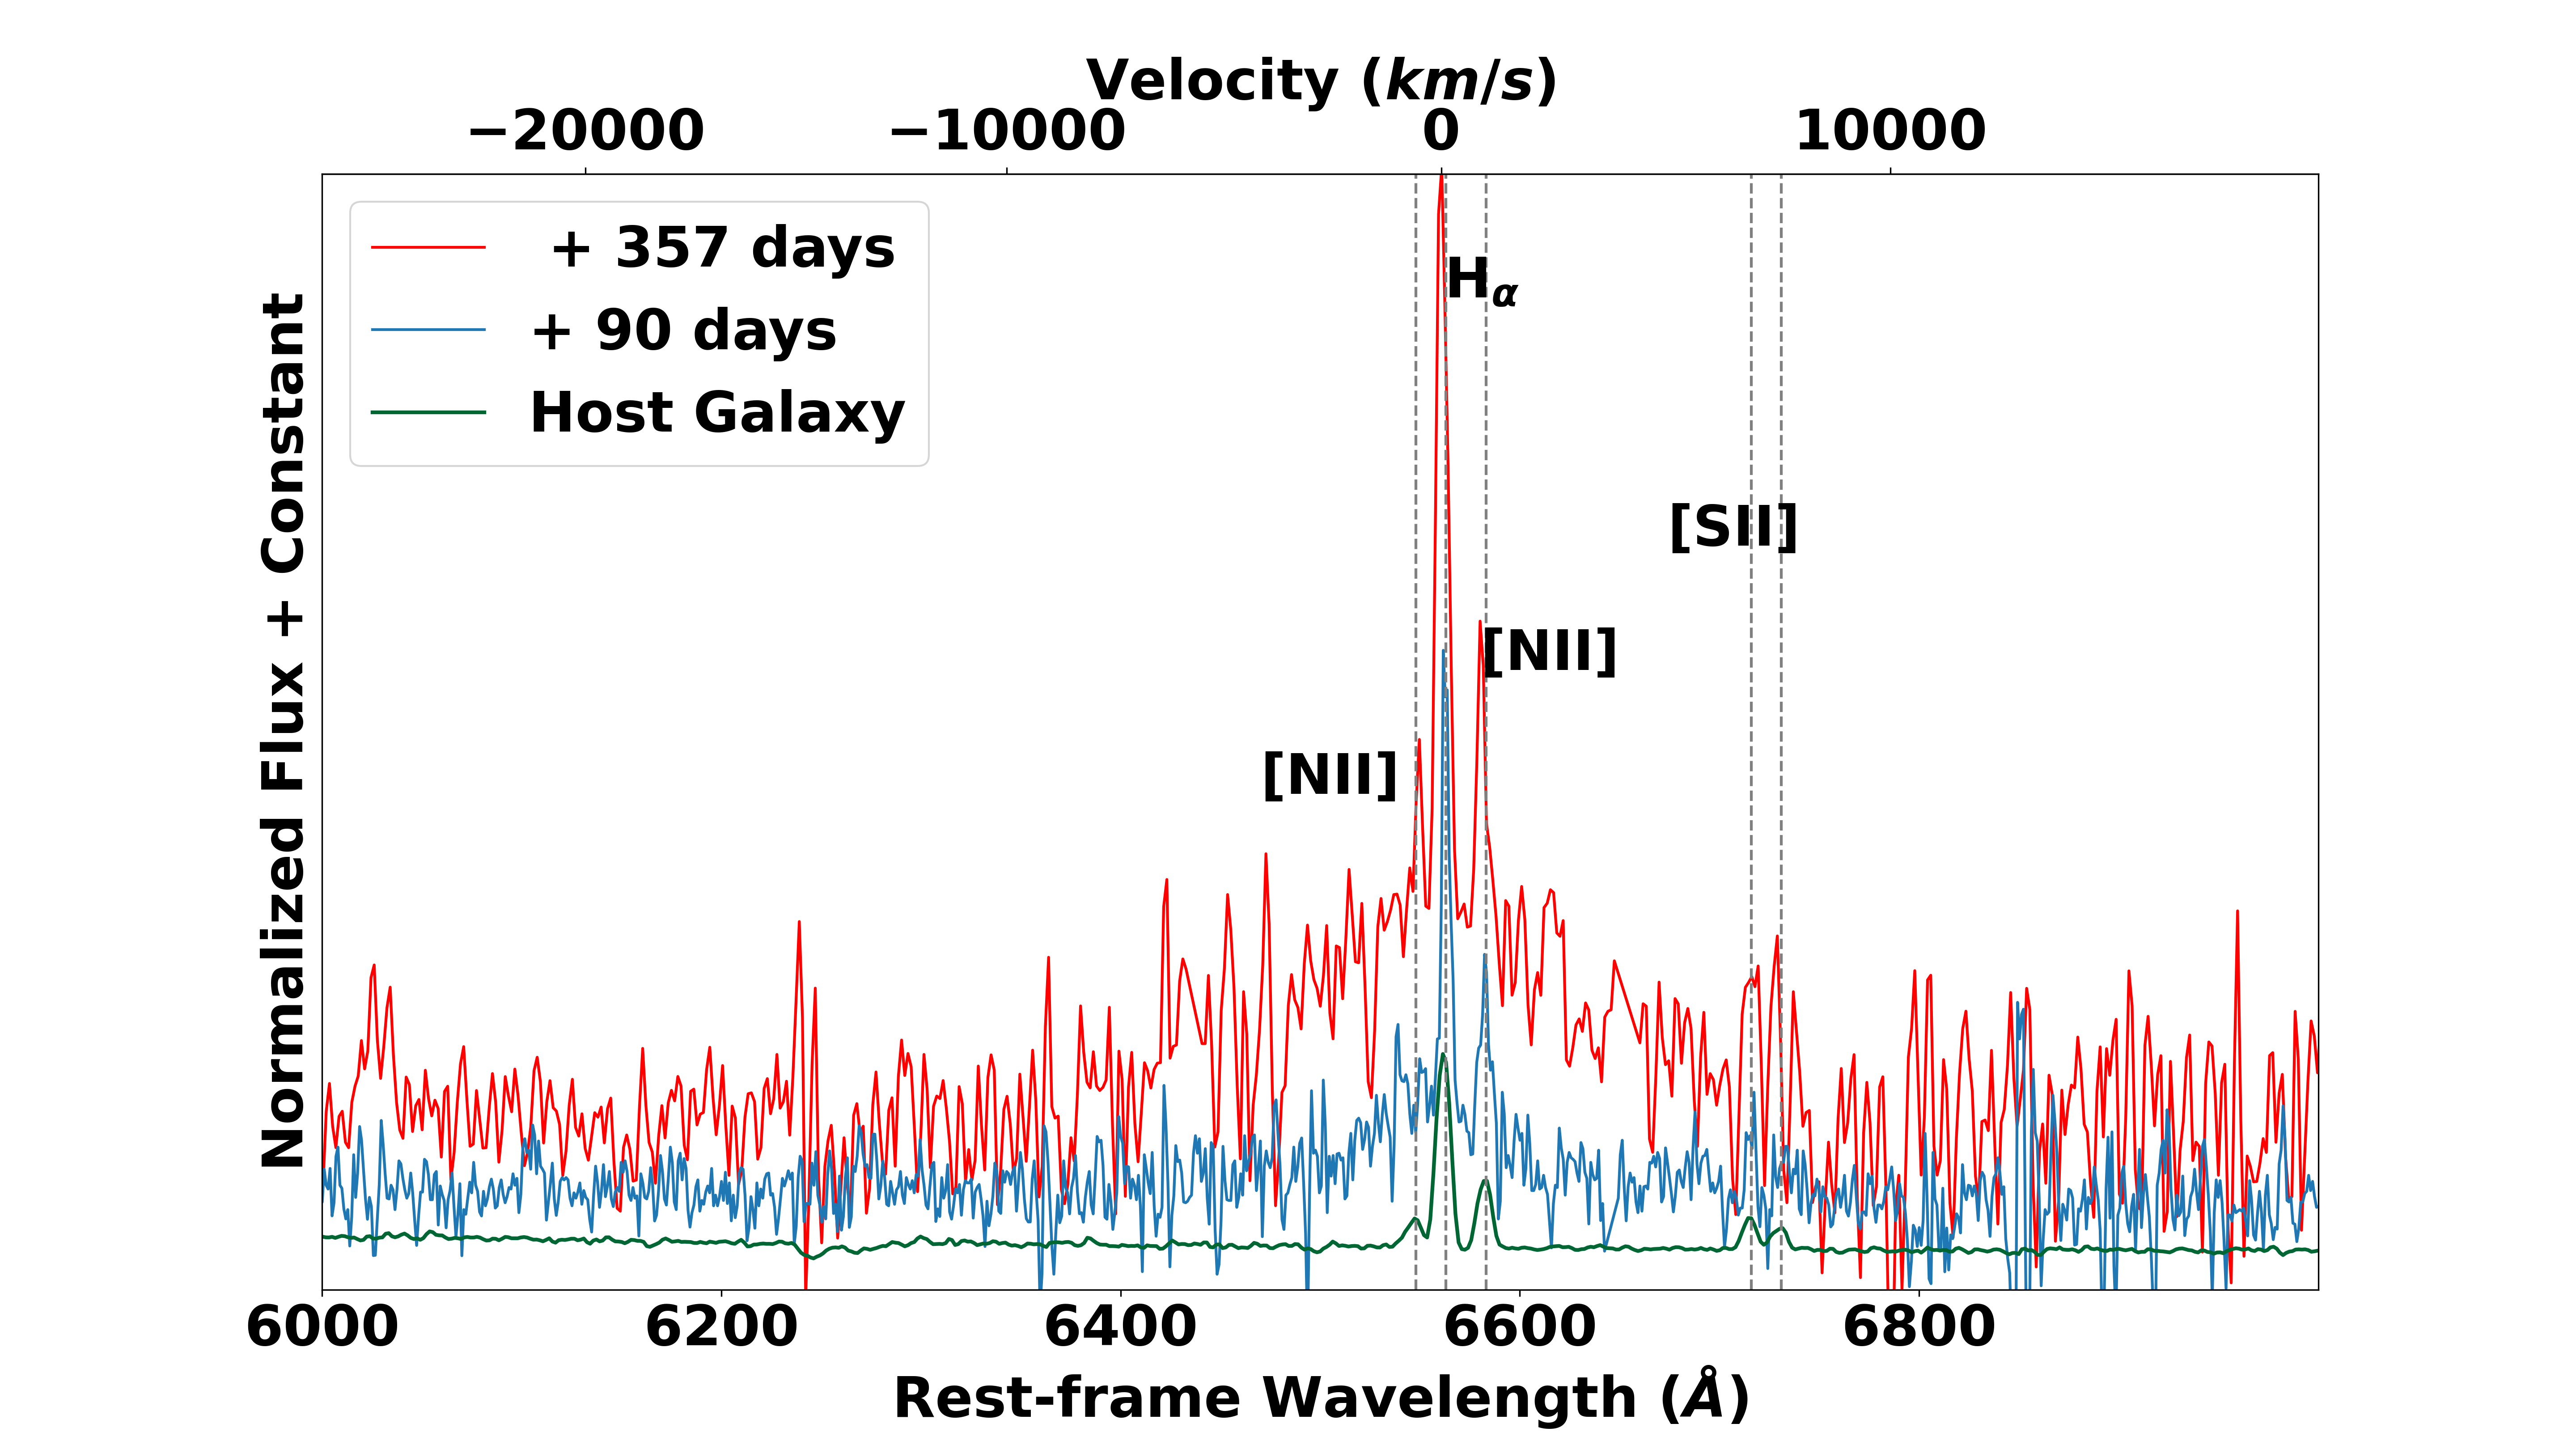 Velocity (km/s)
−20000 −10000 0 10000
+ 357 days
+ 90 days
Host Galaxy
Hα
[SII]
[NII]
[NII]
Normalized Flux + Constant
6000 6200 6400 6600 6800
Rest-frame Wavelength (Å)